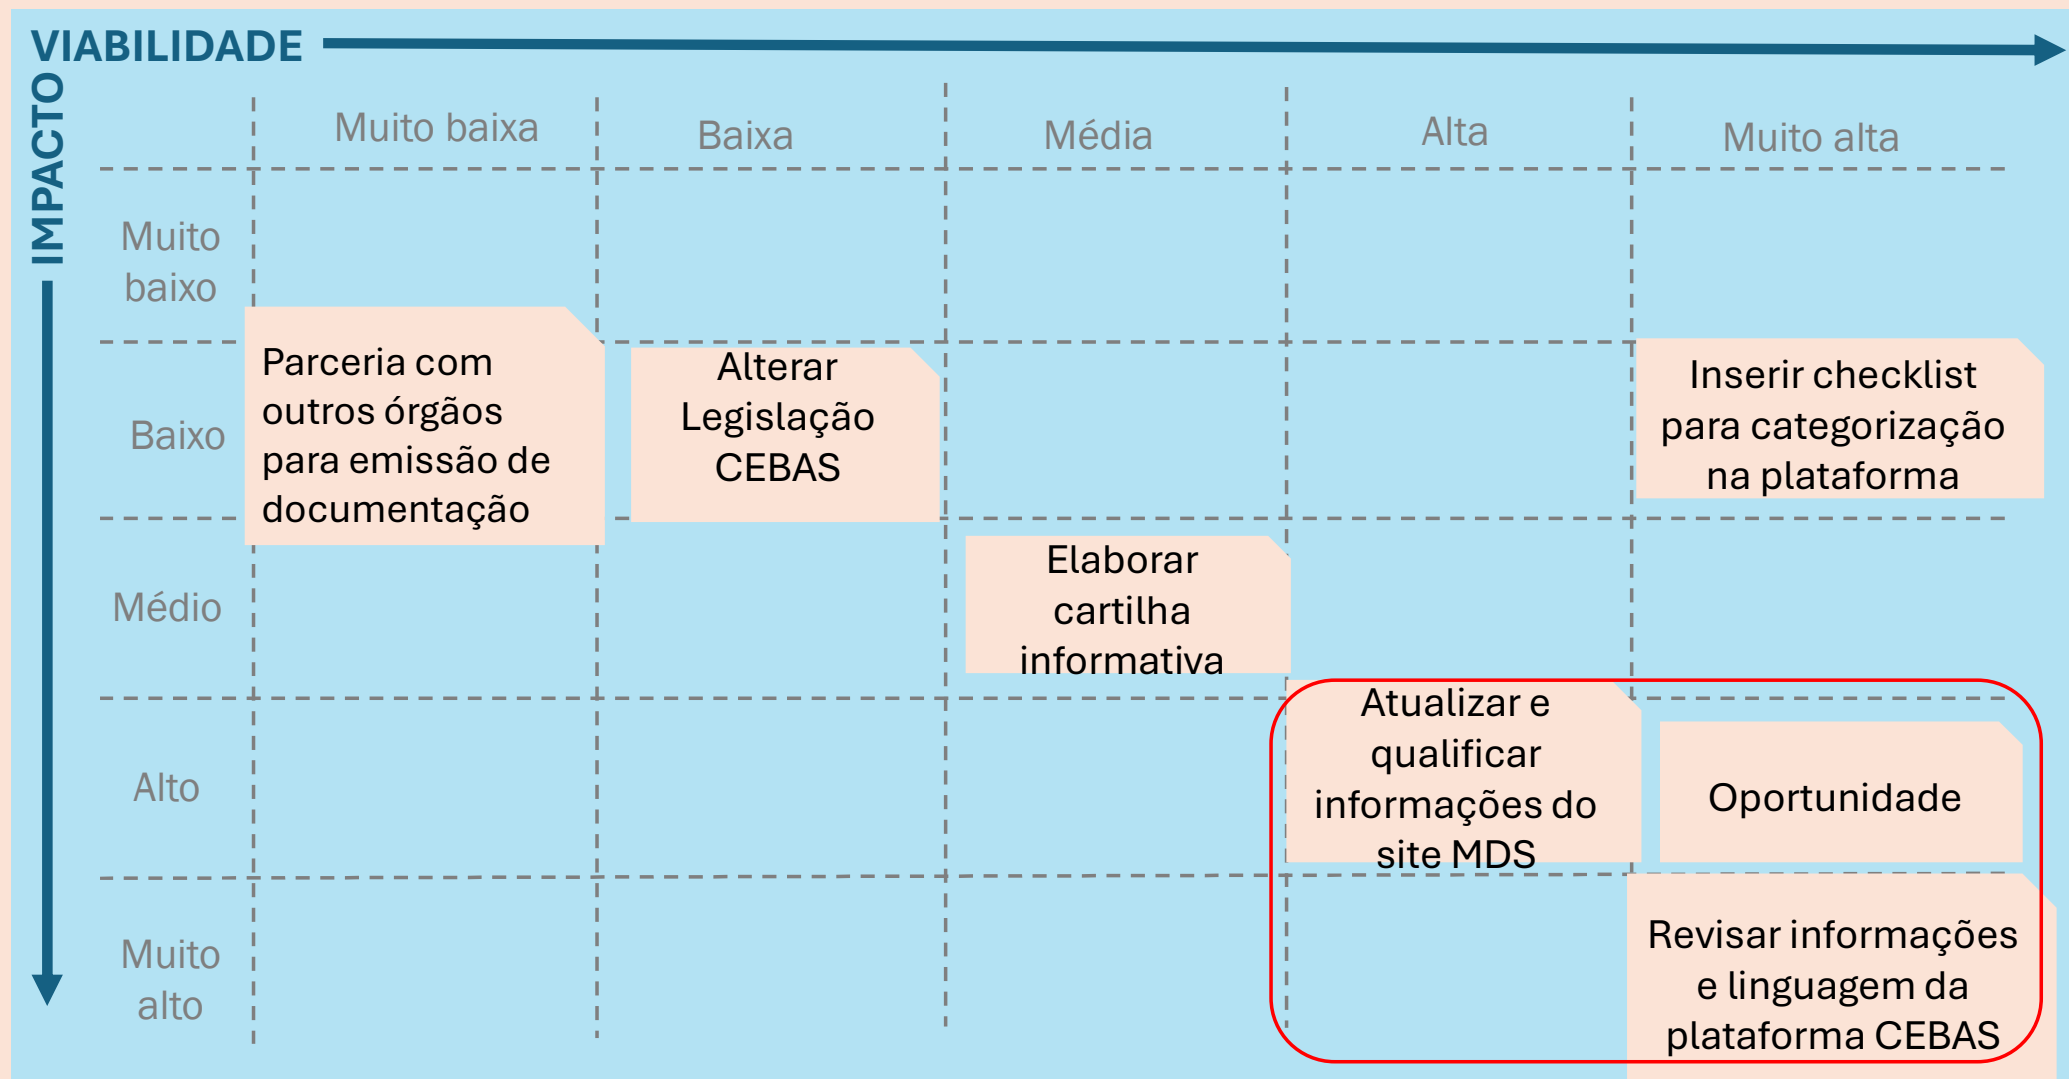 VIABILIDADE
IMPACTO
Muito baixa
Baixa
Média
Alta
Muito alta
Muito
baixo
Baixo
Médio
Alto
Muito
alto
Parceria com
outros órgãos
para emissão de
documentação
Alterar
Legislação
CEBAS
Inserir checklist
para categorização
na plataforma
Elaborar
cartilha
informativa
Atualizar e
qualificar
informações do
site MDS
Oportunidade
Revisar informações
e linguagem da
plataforma CEBAS